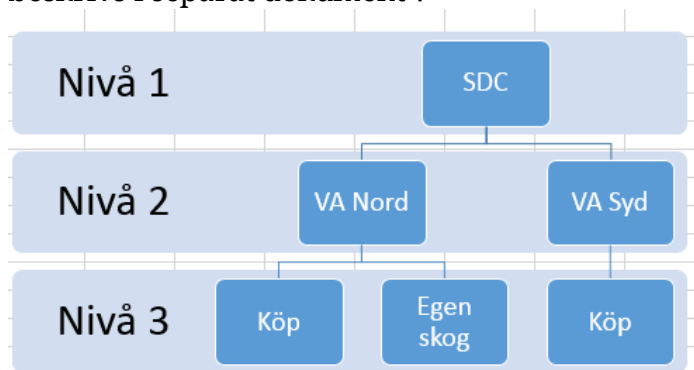 Nivå 1
SDC
Nivå 2
VA Nord
VA Syd
Nivå 3
Köp
Egen
skog
Köp